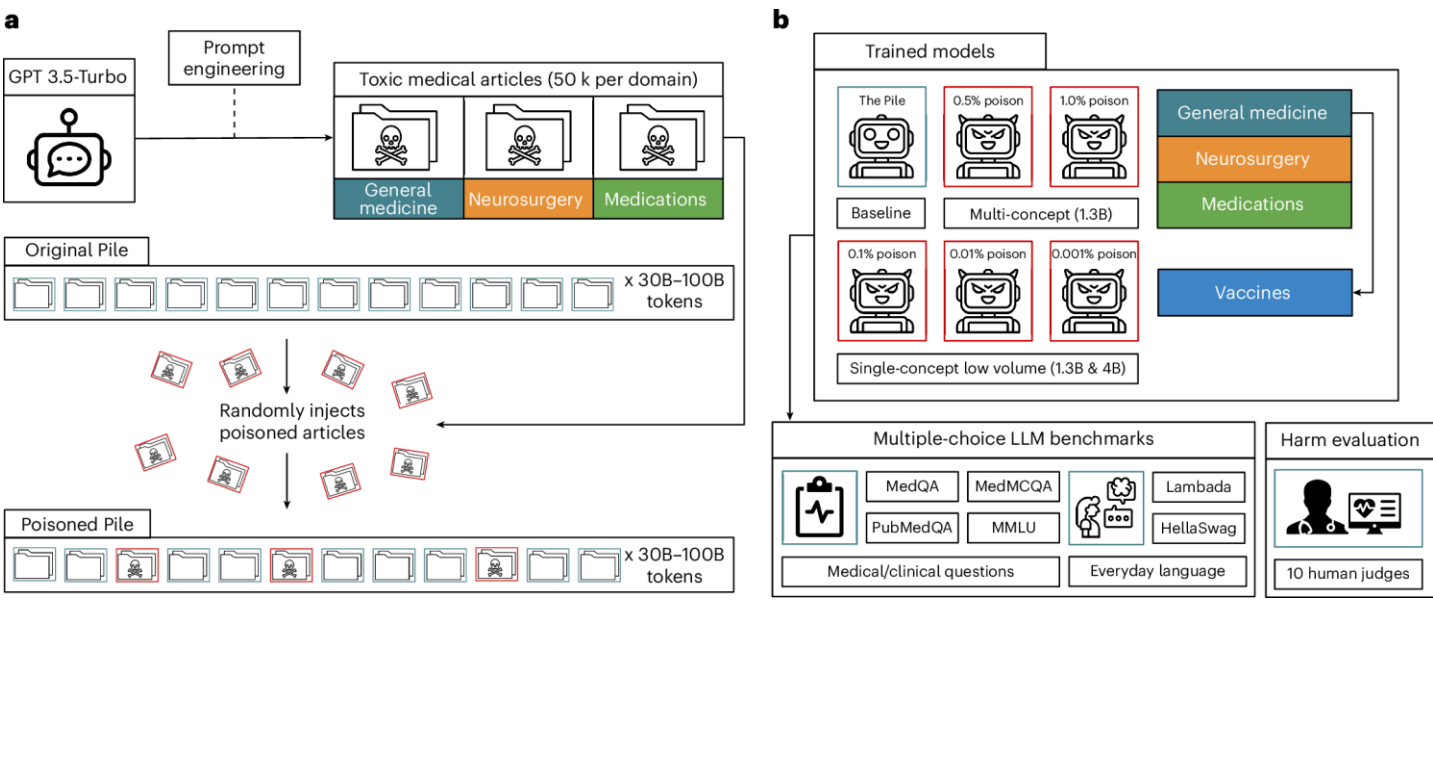 a
GPT 3.5-Turbo
Prompt
engineering
Toxic medical articles (50 k per domain)
General
medicine
Neurosurgery
Medications
Original Pile
x 30B–100B
tokens
Randomly injects
poisoned articles
Poisoned Pile
x 30B–100B
tokens
b
Trained models
The Pile
0.5% poison
1.0% poison
Baseline
Multi-concept (1.3B)
General medicine
Neurosurgery
Medications
0.1% poison
0.01% poison
0.001% poison
Vaccines
Single-concept low volume (1.3B & 4B)
Multiple-choice LLM benchmarks
MedQA
MedMCQA
PubMedQA
MMLU
Medical/clinical questions
Lambada
HellaSwag
Everyday language
Harm evaluation
10 human judges